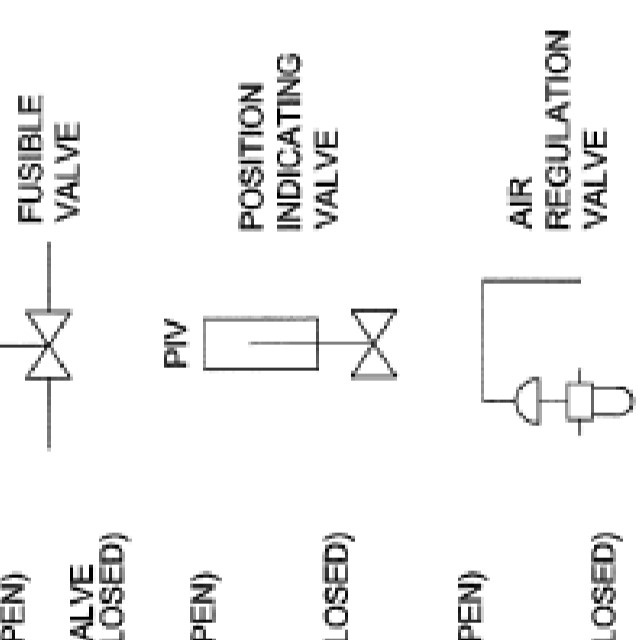 FUSIBLE
VALVE
PIV
POSITION
INDICATING
VALVE
AIR
REGULATION
VALVE
PEN)
ALVE
LOSED)
PEN)
LOSED)
PEN)
LOSED)